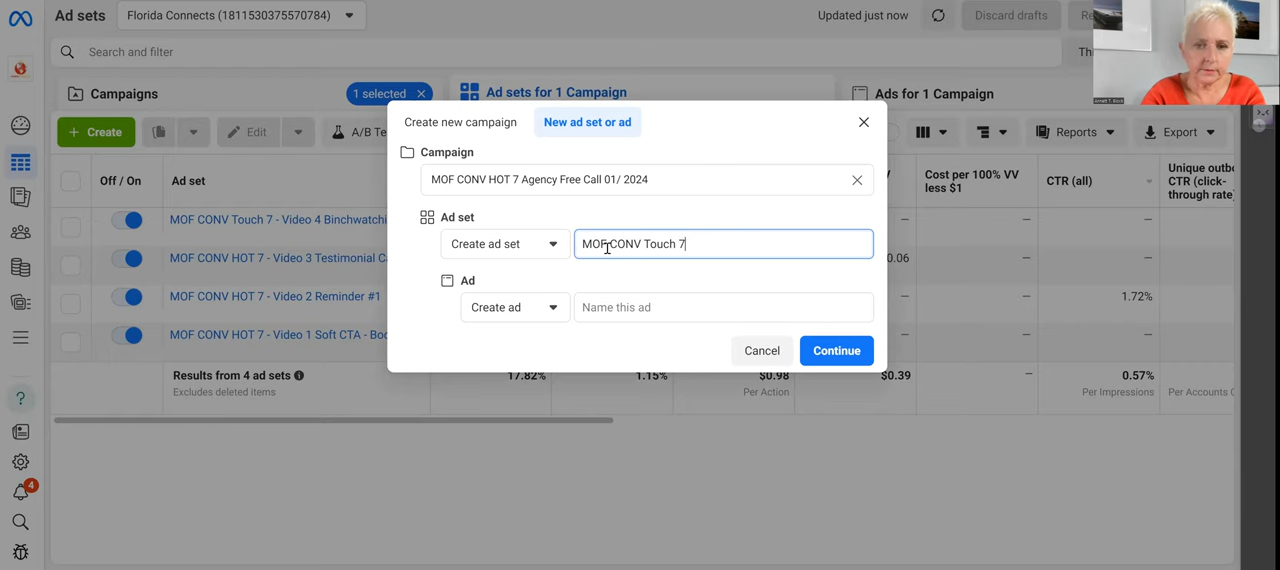 Ad sets
Florida Connects (1811530375570784)
Updated just now
Discard drafts
Re
Search and filter
Th
Campaigns
1 selected
Ad sets for 1 Campaign
Ads for 1 Campaign
+ Create
Edit
A/B Te
Reports
Export
Off / On
Ad set
V
Cost per 100% VV
less $1
CTR (all)
Unique outbo
CTR (click-
through rate)
MOF CONV Touch 7 - Video 4 Binchwatchi
—
—
—
—
MOF CONV HOT 7 - Video 3 Testimonial C
0.06
—
—
—
MOF CONV HOT 7 - Video 2 Reminder #1
—
—
1.72%
—
MOF CONV HOT 7 - Video 1 Soft CTA - Boo
—
—
—
—
Results from 4 ad sets
Excludes deleted items
17.82%
1.15%
$0.98
Per Action
$0.39
—
0.57%
Per Impressions
Per Accounts C
Create new campaign
New ad set or ad
Campaign
MOF CONV HOT 7 Agency Free Call 01/ 2024
Ad set
Create ad set
MOF CONV Touch 7
Ad
Create ad
Name this ad
Cancel
Continue
4